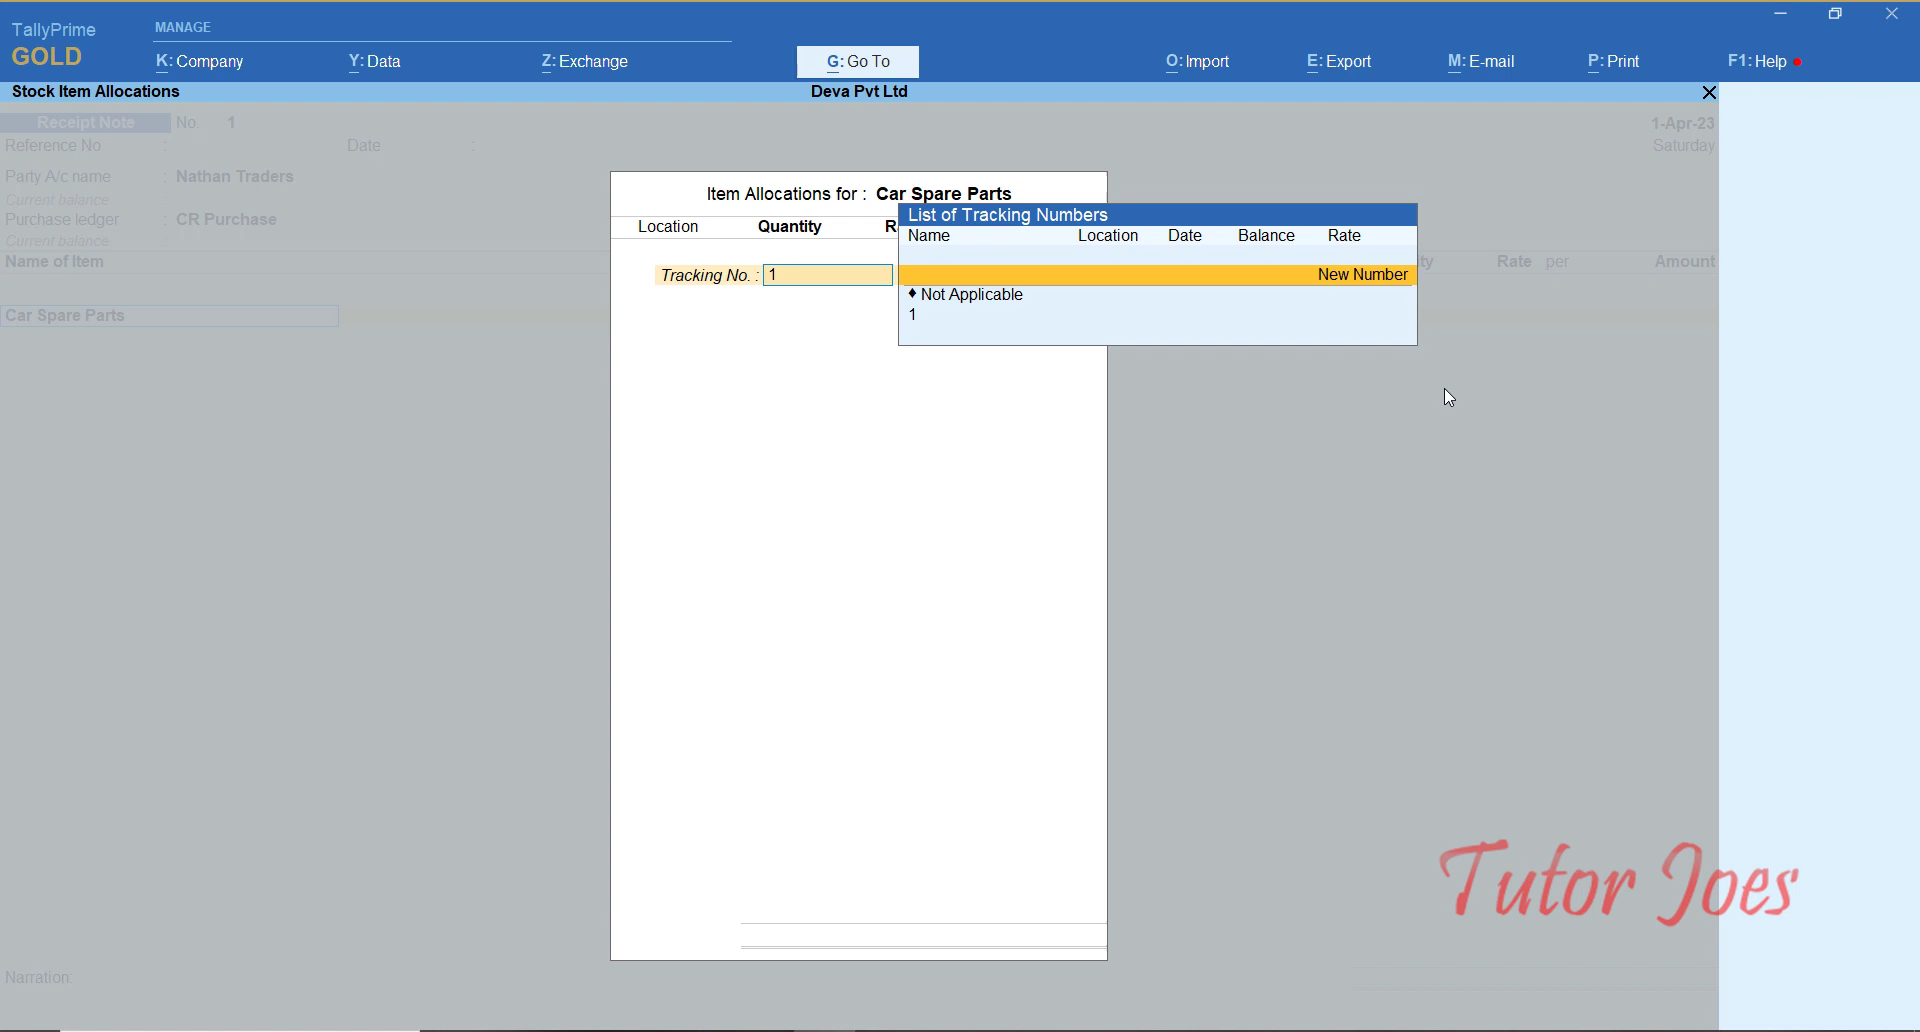 TallyPrime
GOLD
MANAGE
K: Company
Y: Data
Z: Exchange
G: Go To
O: Import
E: Export
M: E-mail
P: Print
F1: Help
Stock Item Allocations
Deva Pvt Ltd
Receipt Note No. 1
1-Apr-23
Reference No : Date :
Saturday
Party A/c name : Nathan Traders
Current balance
Purchase ledger : CR Purchase
Current balance
Name of Item
Rate per Amount
Car Spare Parts
Item Allocations for : Car Spare Parts
Location Quantity
List of Tracking Numbers
Name Location Date Balance Rate
Tracking No. : 1
New Number
♦ Not Applicable
1
Narration:
Tutor Joes